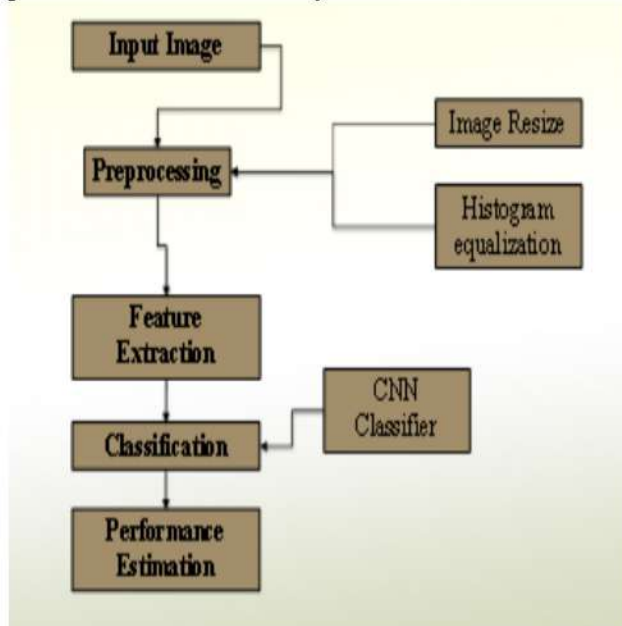 Input Image
Image Resize
Preprocessing
Histogram
equalization
Feature
Extraction
CNN
Classifier
Classification
Performance
Estimation